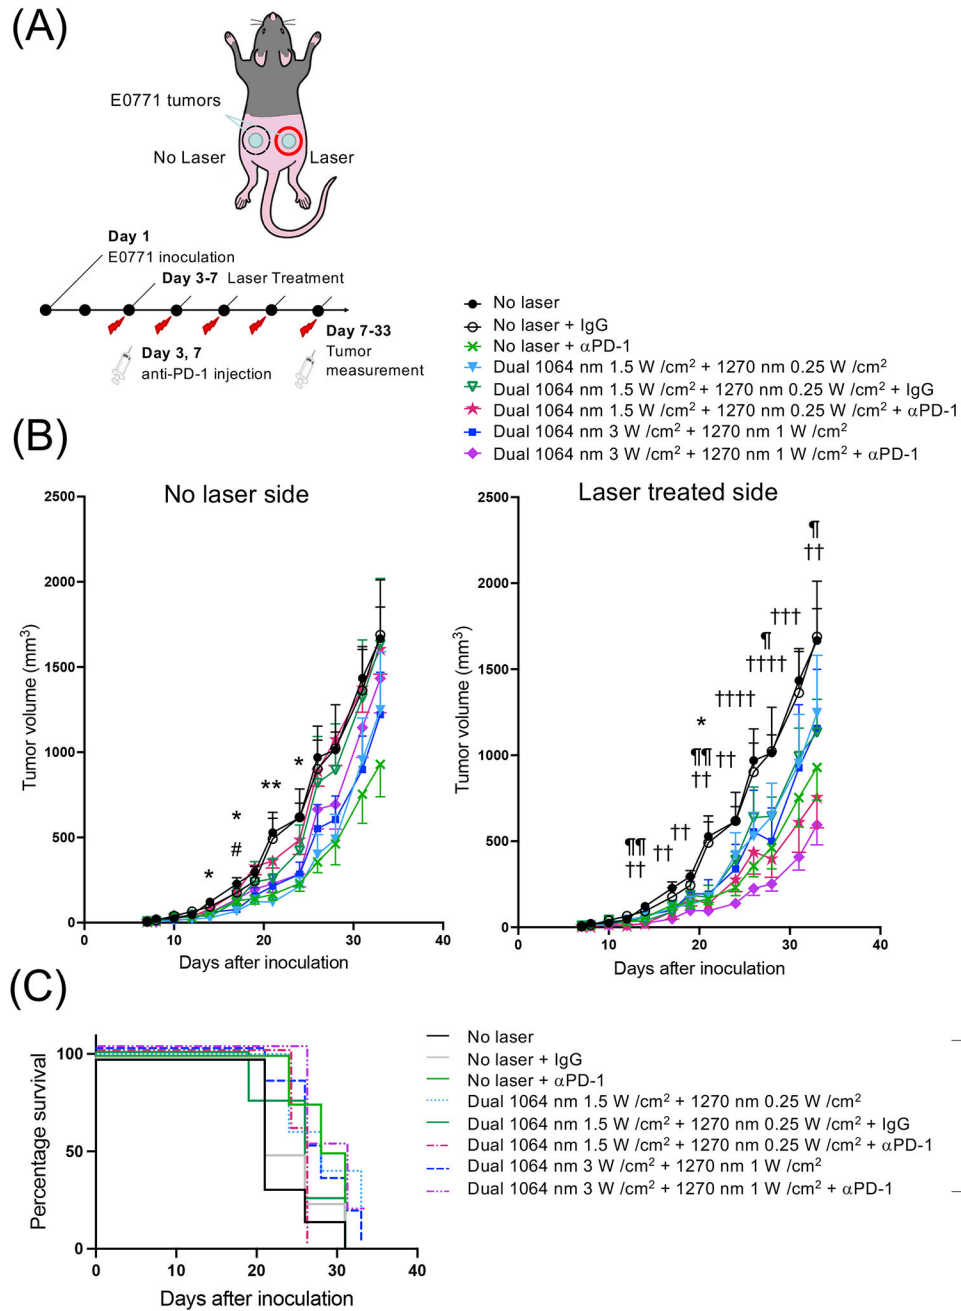 (A)
E0771 tumors
No Laser
Laser
Day 1
E0771 inoculation
Day 3-7 Laser Treatment
Day 7-33
Tumor
measurement
Day 3, 7
anti-PD-1 injection
No laser
No laser + IgG
No laser + αPD-1
Dual 1064 nm 1.5 W /cm² + 1270 nm 0.25 W /cm²
Dual 1064 nm 1.5 W /cm² + 1270 nm 0.25 W /cm² + IgG
Dual 1064 nm 1.5 W /cm² + 1270 nm 0.25 W /cm² + αPD-1
Dual 1064 nm 3 W /cm² + 1270 nm 1 W /cm²
Dual 1064 nm 3 W /cm² + 1270 nm 1 W /cm² + αPD-1
(B)
No laser side
Tumor volume (mm³)
2500
2000
1500
1000
500
0
*
*
#
**
*
0 10 20 30 40
Days after inoculation
Laser treated side
Tumor volume (mm³)
2500
2000
1500
1000
500
0
¶
††
†††
¶
††††
††††
*
¶¶
††
††
††
††
¶¶
††
0 10 20 30 40
Days after inoculation
(C)
Percentage survival
100
50
0
0 10 20 30 40
Days after inoculation
No laser
No laser + IgG
No laser + αPD-1
Dual 1064 nm 1.5 W /cm² + 1270 nm 0.25 W /cm²
Dual 1064 nm 1.5 W /cm² + 1270 nm 0.25 W /cm² + IgG
Dual 1064 nm 1.5 W /cm² + 1270 nm 0.25 W /cm² + αPD-1
Dual 1064 nm 3 W /cm² + 1270 nm 1 W /cm²
Dual 1064 nm 3 W /cm² + 1270 nm 1 W /cm² + αPD-1